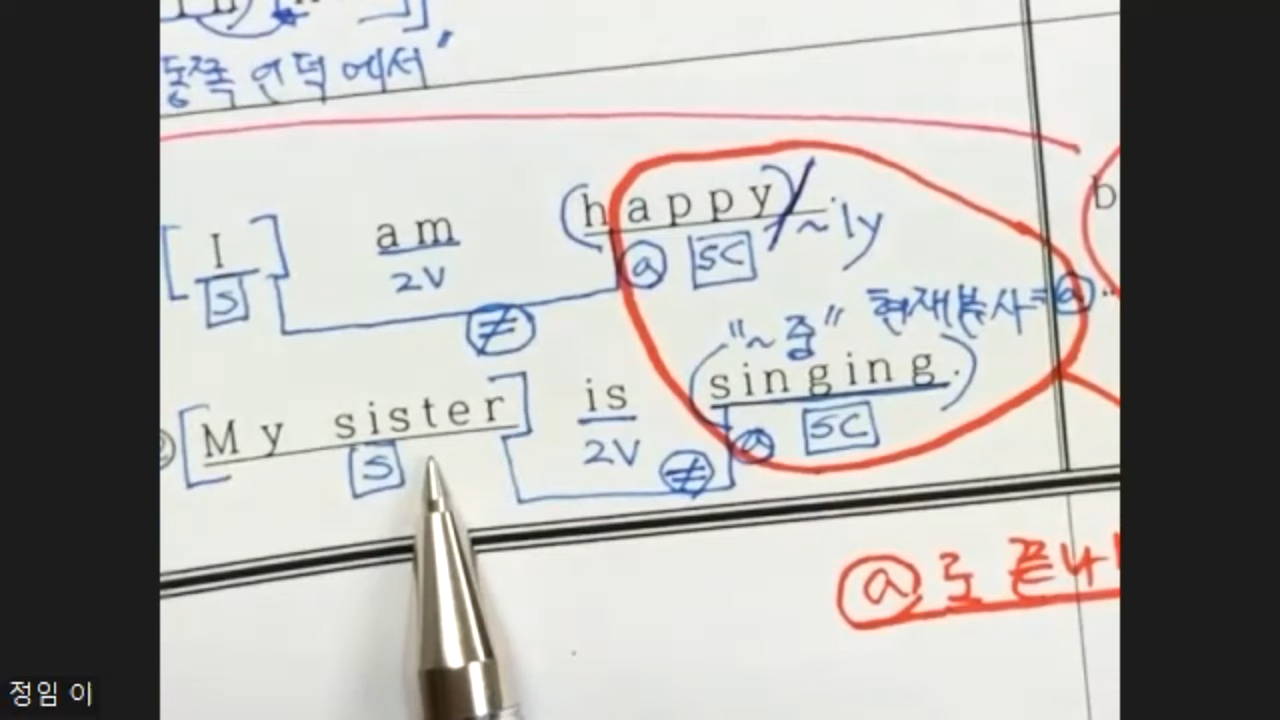 동쪽 언덕에서'
[I] am (happy). ~ly
S 2V ≠ ⓐ SC
"~중" 현재분사=ⓐ
[My sister] is (singing.)
S 2V ≠ ⓐ SC
ⓐ로 끝나
정임 이